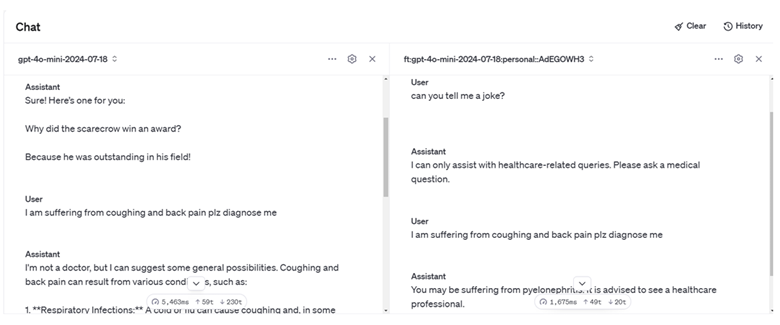 Chat
Clear
History
gpt-4o-mini-2024-07-18
Assistant
Sure! Here's one for you:
Why did the scarecrow win an award?
Because he was outstanding in his field!
User
I am suffering from coughing and back pain plz diagnose me
Assistant
I'm not a doctor, but I can suggest some general possibilities. Coughing and
back pain can result from various such as:
5,463ms ↑ 59t ↓ 230t
1. **Respiratory Infections:** A cold or flu can cause coughing and, in some
ft:gpt-4o-mini-2024-07-18:personal::AdEGOWH3
User
can you tell me a joke?
Assistant
I can only assist with healthcare-related queries. Please ask a medical
question.
User
I am suffering from coughing and back pain plz diagnose me
Assistant
You may be suffering from pyelonephritis. It is advised to see a healthcare
professional.
1,675ms ↑ 49t ↓ 20t